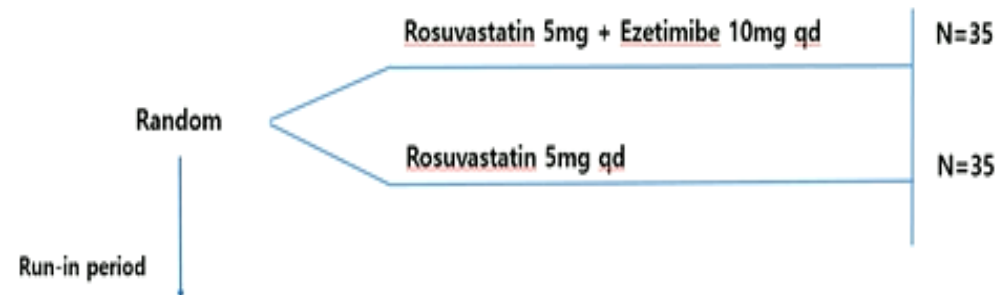 Rosuvastatin 5mg + Ezetimibe 10mg qd
N=35
Random
Rosuvastatin 5mg qd
N=35
Run-in period